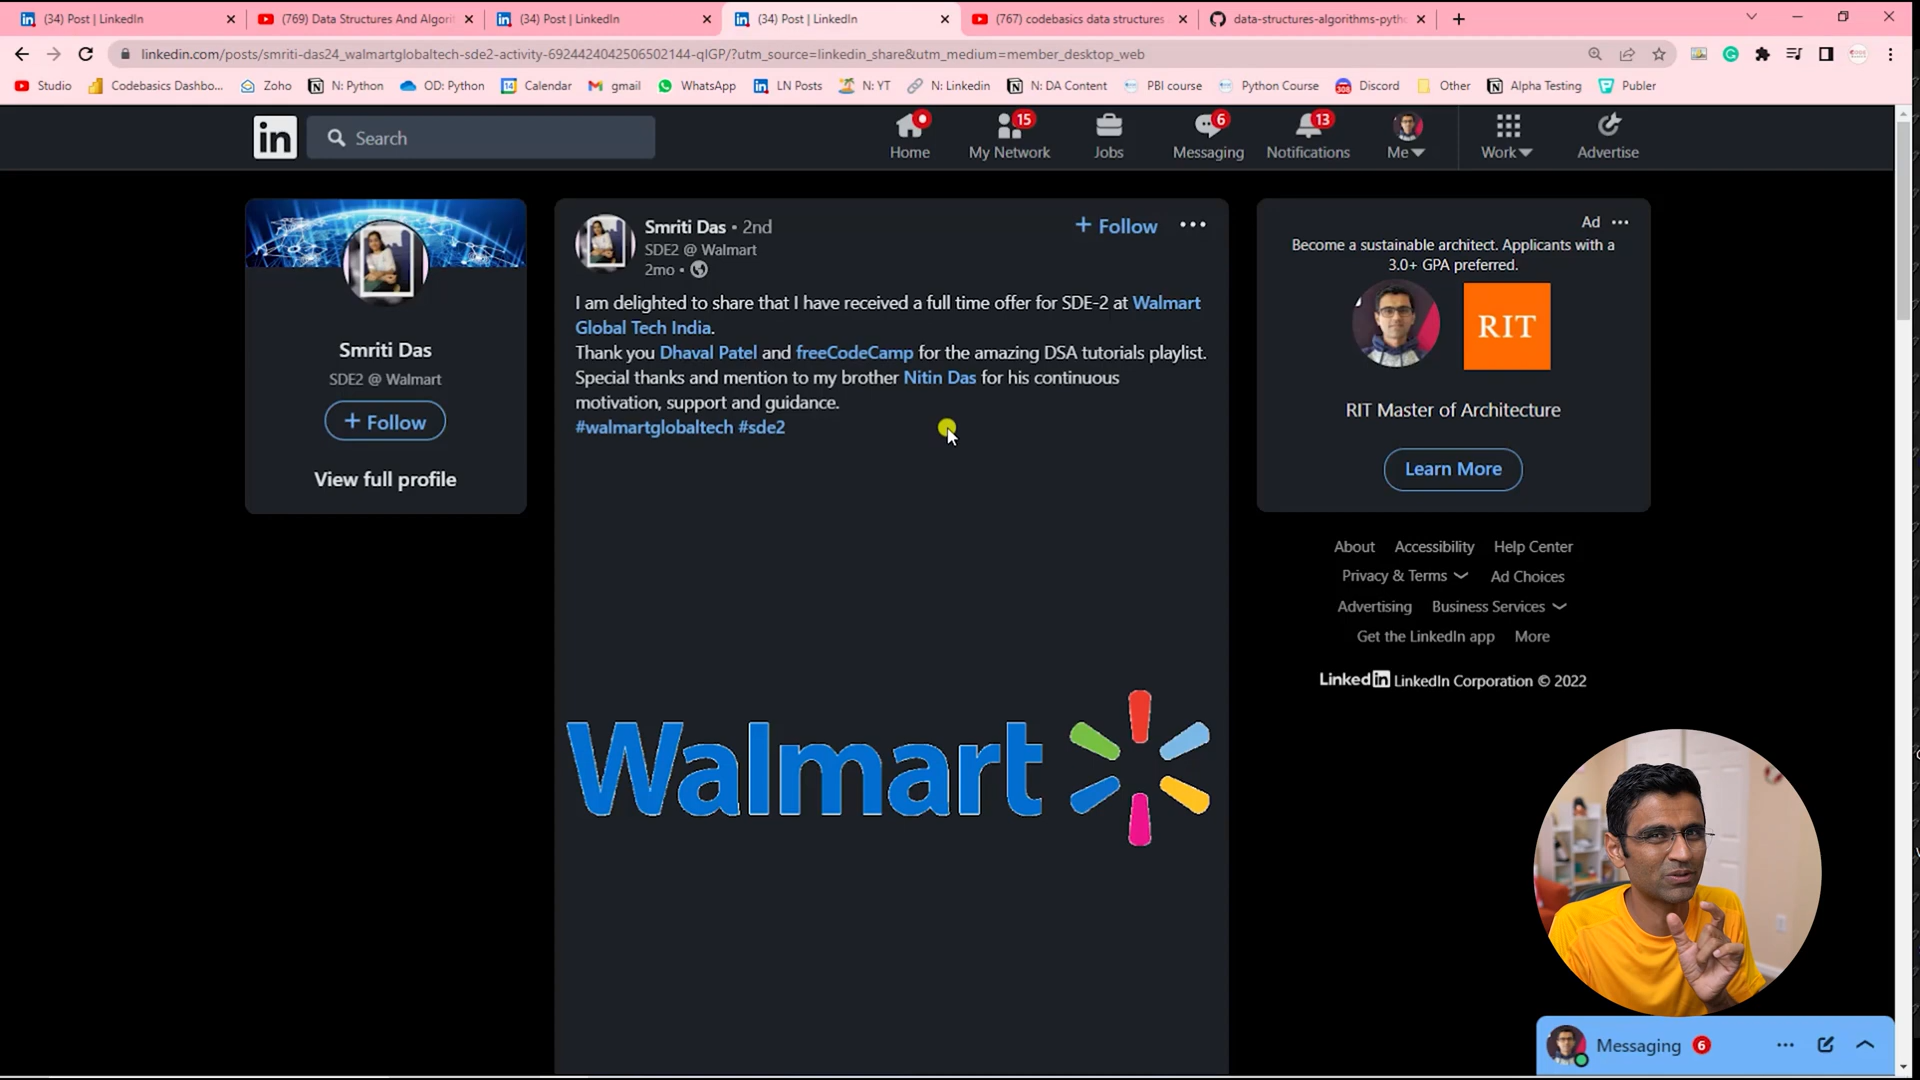 (34) Post | LinkedIn
(769) Data Structures And Algorit
(34) Post | LinkedIn
(34) Post | LinkedIn
(767) codebasics data structures
data-structures-algorithms-pytho
linkedin.com/posts/smriti-das24_walmartglobaltech-sde2-activity-6924424042506502144-qIGP/?utm_source=linkedin_share&utm_medium=member_desktop_web
Studio
Codebasics Dashbo...
Zoho
N: Python
OD: Python
Calendar
gmail
WhatsApp
LN Posts
N: YT
N: Linkedin
N: DA Content
PBI course
Python Course
Discord
Other
Alpha Testing
Publer
in
Search
Home
15
My Network
Jobs
6
Messaging
13
Notifications
Me
Work
Advertise
Smriti Das
SDE2 @ Walmart
+ Follow
View full profile
Smriti Das • 2nd
SDE2 @ Walmart
2mo •
+ Follow
I am delighted to share that I have received a full time offer for SDE-2 at Walmart
Global Tech India.
Thank you Dhaval Patel and freeCodeCamp for the amazing DSA tutorials playlist.
Special thanks and mention to my brother Nitin Das for his continuous
motivation, support and guidance.
#walmartglobaltech #sde2
Walmart
Ad
Become a sustainable architect. Applicants with a
3.0+ GPA preferred.
RIT
RIT Master of Architecture
Learn More
About Accessibility Help Center
Privacy & Terms Ad Choices
Advertising Business Services
Get the LinkedIn app More
LinkedIn LinkedIn Corporation © 2022
Messaging 6